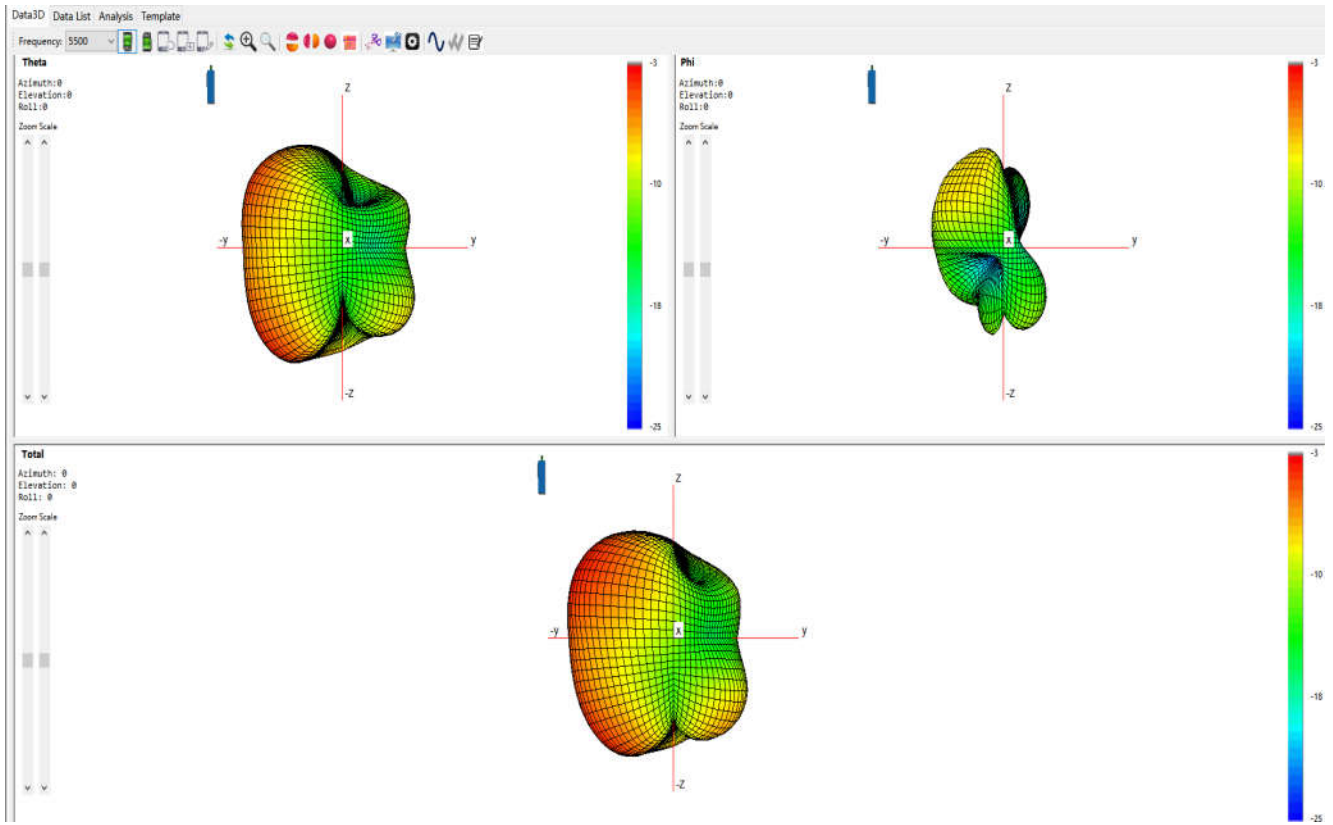 Data3D Data List Analysis Template
Frequency: 5500
Theta
Azimuth:0
Elevation:0
Roll:0
Zoom Scale
Z
-y
X
y
-Z
-3
-10
-18
-25
Phi
Azimuth:0
Elevation:0
Roll:0
Zoom Scale
Z
-y
X
y
-Z
-3
-10
-18
-25
Total
Azimuth: 0
Elevation: 0
Roll: 0
Zoom Scale
Z
-y
X
y
-Z
-3
-10
-18
-25